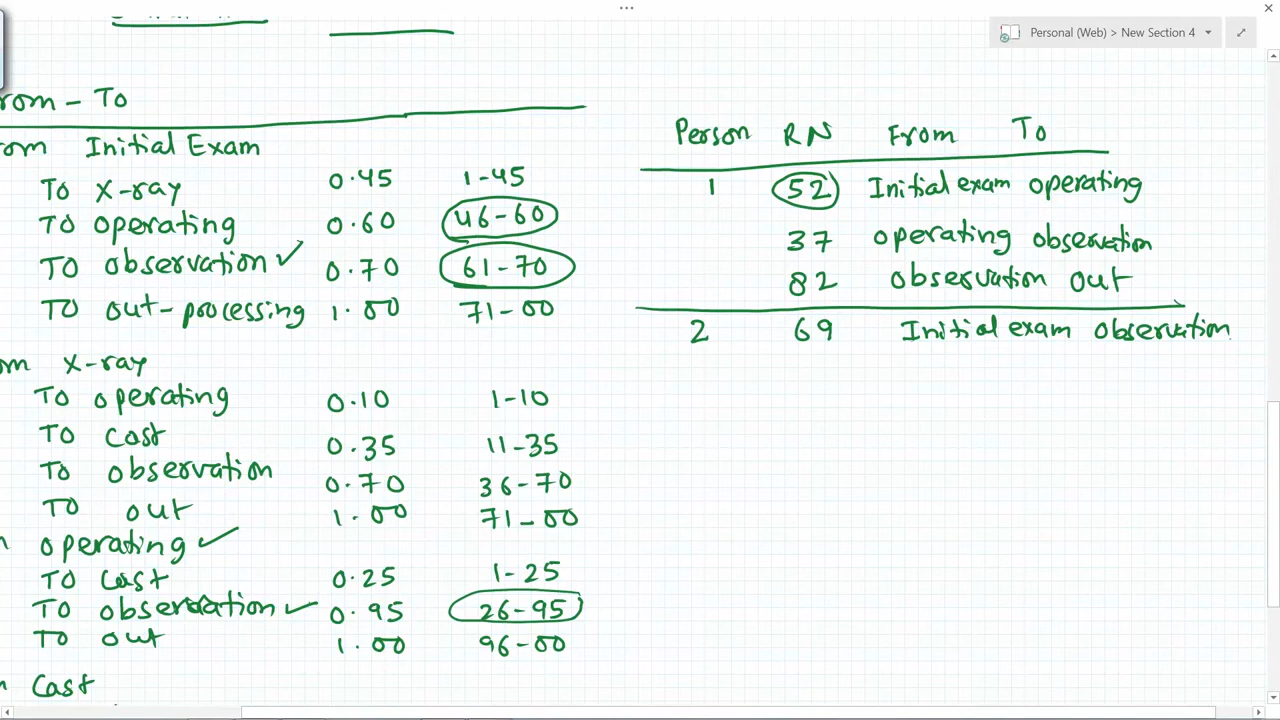 Personal (Web) > New Section 4
rom - To
rom Initial Exam
To X-ray 0.45 1-45
To operating 0.60 46-60
To observation ✓ 0.70 61-70
To out-processing 1.00 71-00
om X-ray
To operating 0.10 1-10
To Cast 0.35 11-35
To observation 0.70 36-70
To out 1.00 71-00
operating ✓
To Cast 0.25 1-25
To observation ✓ 0.95 26-95
To out 1.00 96-00
Cast
Person RN From To
1 52 Initial exam operating
37 operating observation
82 observation out
2 69 Initial exam observation